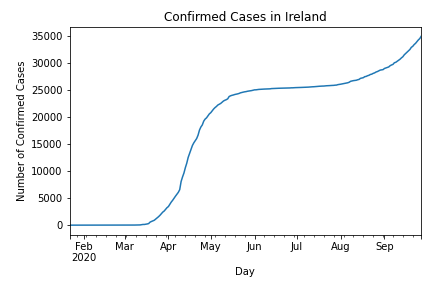 Confirmed Cases in Ireland
Number of Confirmed Cases
35000
30000
25000
20000
15000
10000
5000
0
Feb Mar Apr May Jun Jul Aug Sep
2020
Day